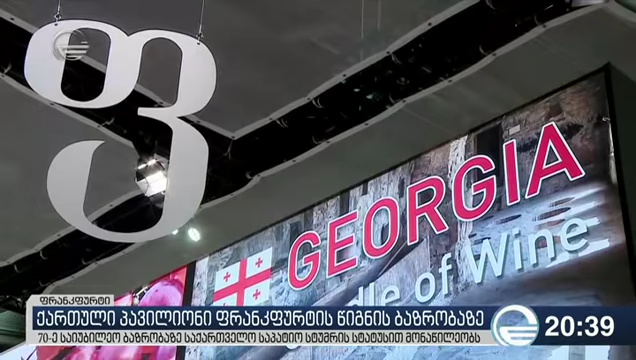 ფ
GEORGIA
dle of Wine
ფრანკფურტი
ქართული პავილიონი ფრანკფურტის წიგნის ბაზრობაზე
20:39
70-ე საიუბილეო ბაზრობაზე საქართველო საპატიო სტუმრის სტატუსით მონაწილეობს